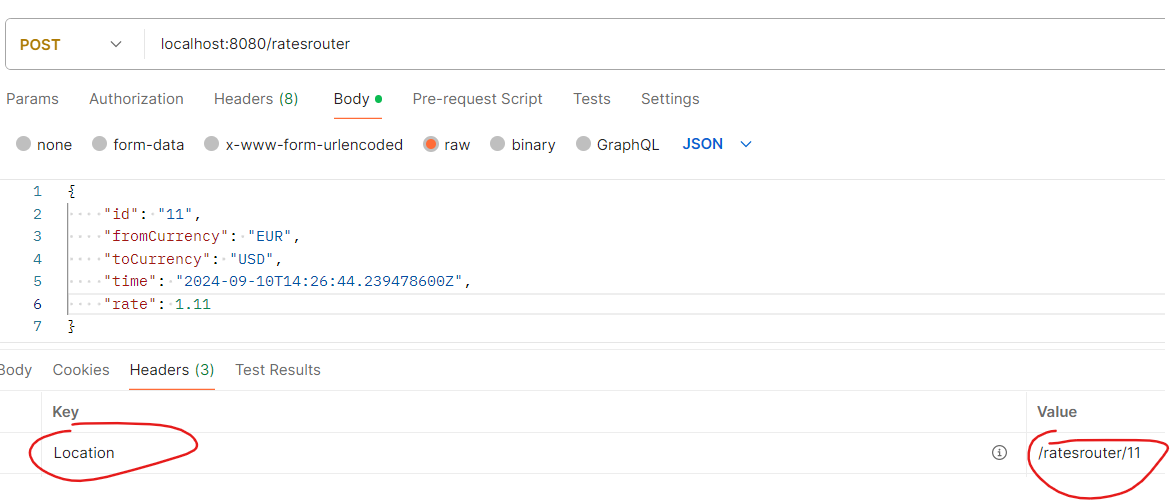 POST localhost:8080/ratesrouter
Params Authorization Headers (8) Body Pre-request Script Tests Settings
none form-data x-www-form-urlencoded raw binary GraphQL JSON
1 {
2 "id": "11",
3 "fromCurrency": "EUR",
4 "toCurrency": "USD",
5 "time": "2024-09-10T14:26:44.239478600Z",
6 "rate": 1.11
7 }
Body Cookies Headers (3) Test Results
Key Value
Location /ratesrouter/11